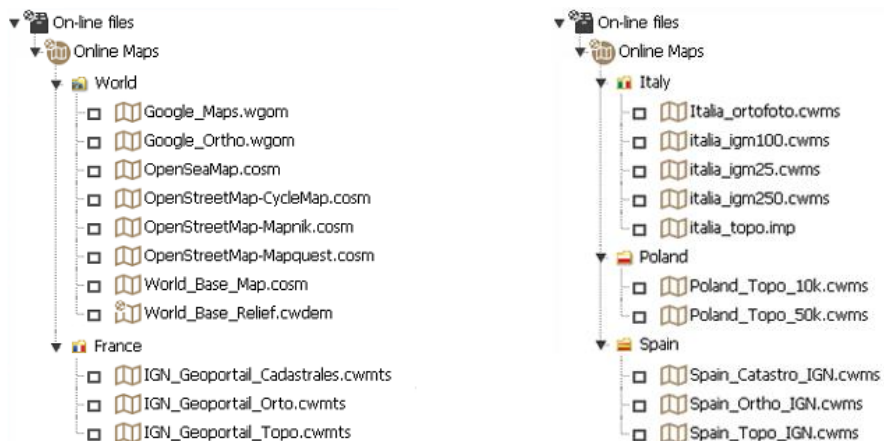 On-line files
Online Maps
World
Google_Maps.wgom
Google_Ortho.wgom
OpenSeaMap.cosm
OpenStreetMap-CycleMap.cosm
OpenStreetMap-Mapnik.cosm
OpenStreetMap-Mapquest.cosm
World_Base_Map.cosm
World_Base_Relief.cwdem
France
IGN_Geoportail_Cadastrales.cwmts
IGN_Geoportail_Orto.cwmts
IGN_Geoportail_Topo.cwmts
On-line files
Online Maps
Italy
Italia_ortofoto.cwms
italia_igm100.cwms
italia_igm25.cwms
italia_igm250.cwms
italia_topo.imp
Poland
Poland_Topo_10k.cwms
Poland_Topo_50k.cwms
Spain
Spain_Catastro_IGN.cwms
Spain_Ortho_IGN.cwms
Spain_Topo_IGN.cwms